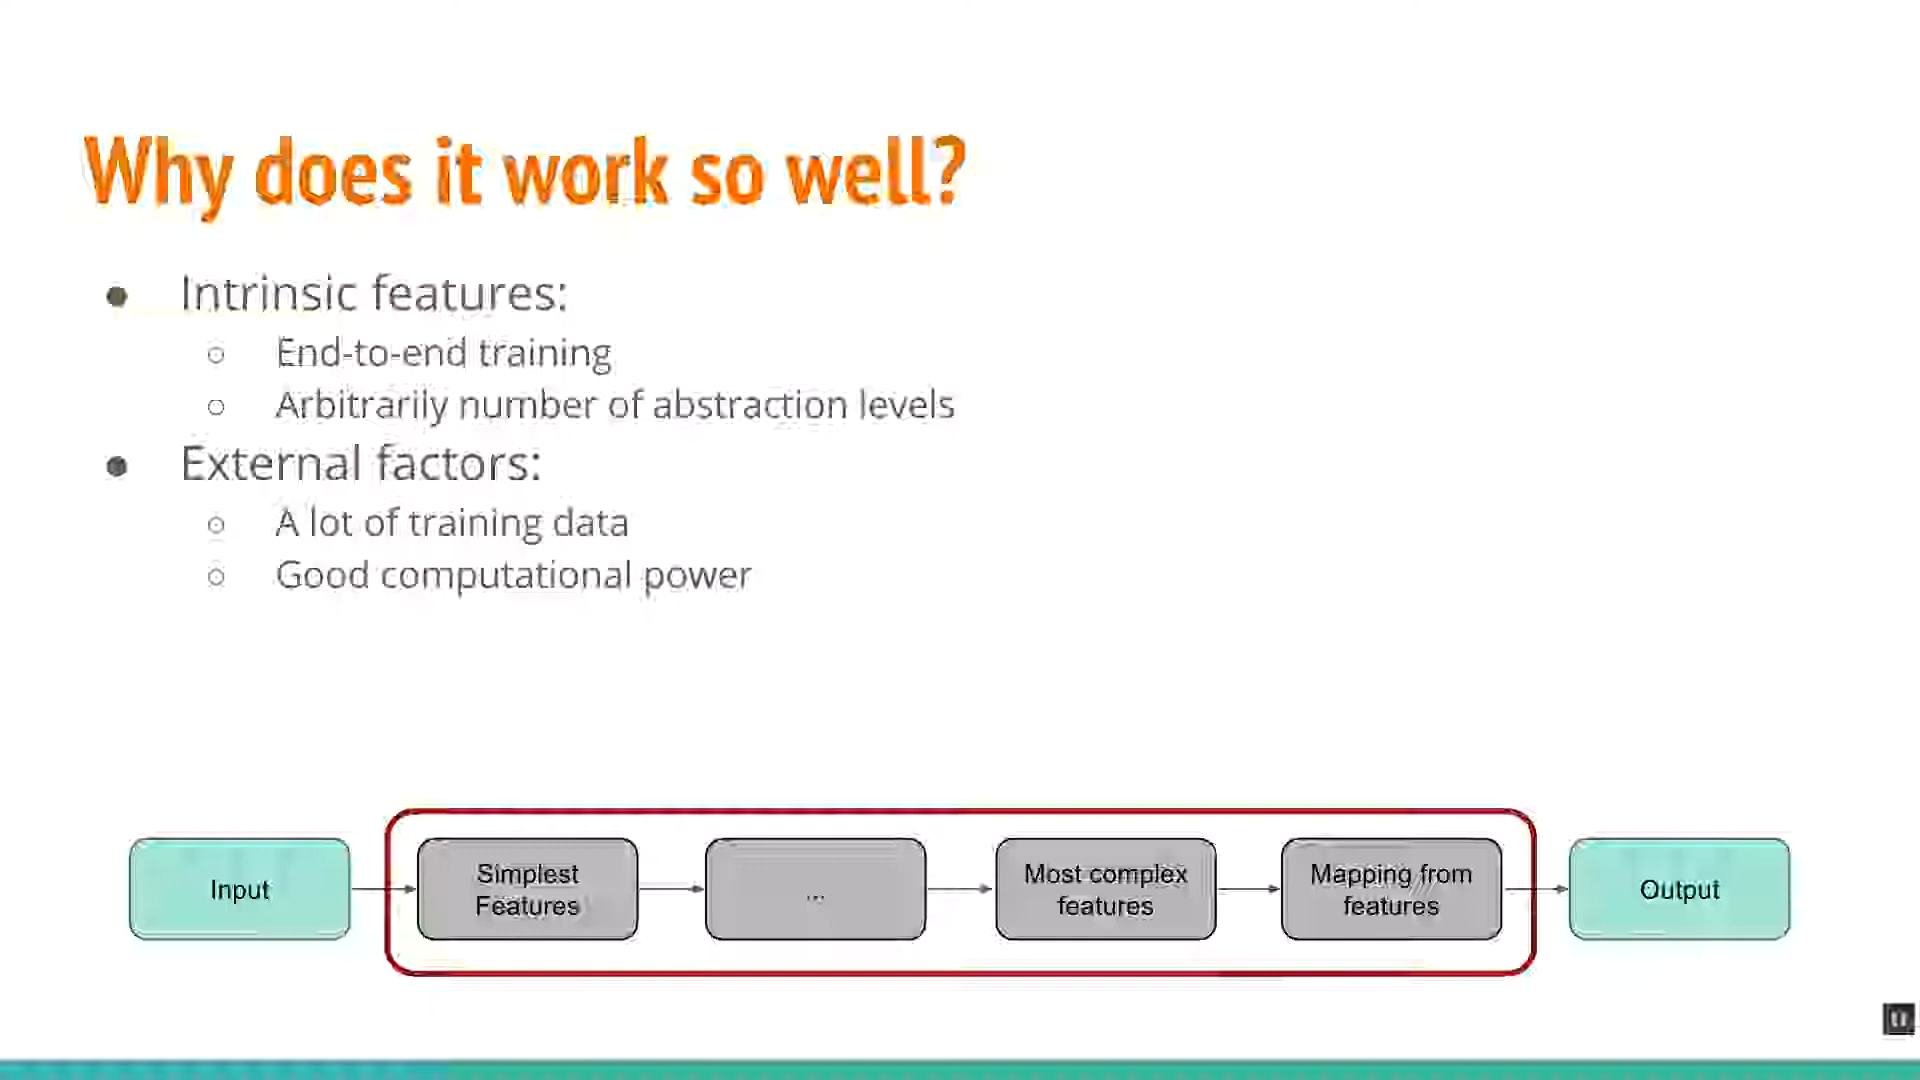 Why does it work so well?
Intrinsic features:
End-to-end training
Arbitrarily number of abstraction levels
External factors:
A lot of training data
Good computational power
Input
Simplest
Features
...
Most complex
features
Mapping from
features
Output